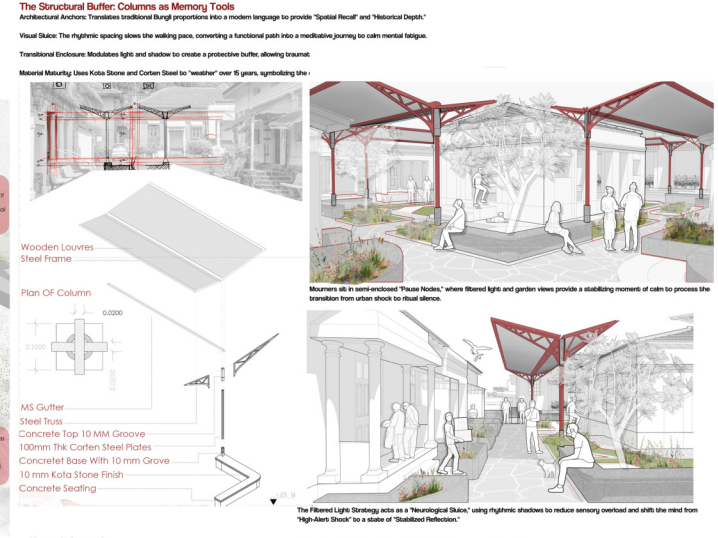 The Structural Buffer: Columns as Memory Tools
Architectural Anchors: Translates traditional Bungli proportions into a modern language to provide "Spatial Recall" and "Historical Depth."
Visual Sluice: The rhythmic spacing slows the walking pace, converting a functional path into a meditative journey to calm mental fatigue.
Transitional Enclosure: Modulates light and shadow to create a protective buffer, allowing traumat
Material Maturity: Uses Kota Stone and Corten Steel to "weather" over 15 years, symbolizing the
Wooden Louvres
Steel Frame
Plan OF Column
0.0200
0.1000
MS Gutter
Steel Truss
Concrete Top 10 MM Groove
100mm Thk Corten Steel Plates
Concretet Base With 10 mm Grove
10 mm Kota Stone Finish
Concrete Seating
Mourners sit in semi-enclosed "Pause Nodes," where filtered light and garden views provide a stabilizing moment of calm to process the
transition from urban shock to ritual silence.
The Filtered Light Strategy acts as a "Neurological Sluice," using rhythmic shadows to reduce sensory overload and shift the mind from
"High-Alert Shock" to a state of "Stabilized Reflection."